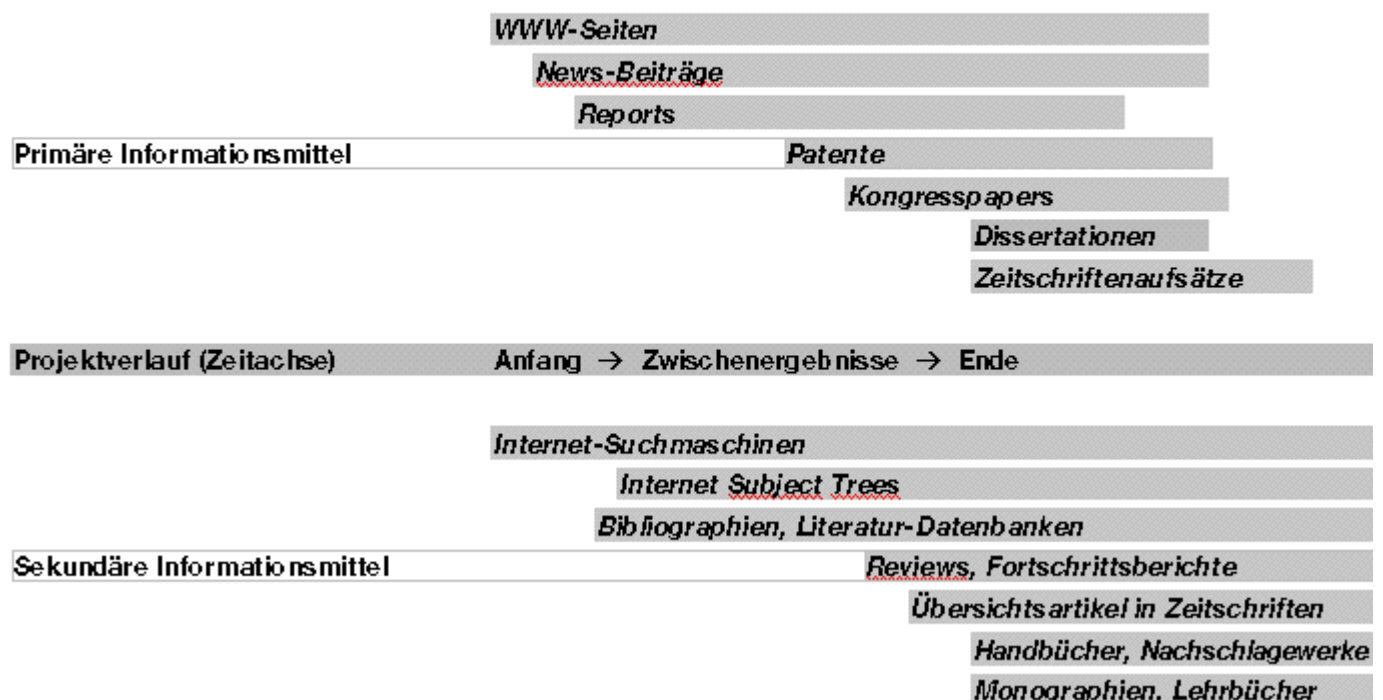 WWW-Seiten
News-Beiträge
Reports
Primäre Informationsmittel Patente
Kongresspapers
Dissertationen
Zeitschriftenaufsätze
Projektverlauf (Zeitachse) Anfang → Zwischenergebnisse → Ende
Internet-Suchmaschinen
Internet Subject Trees
Bibliographien, Literatur-Datenbanken
Sekundäre Informationsmittel Reviews, Fortschrittsberichte
Übersichtsartikel in Zeitschriften
Handbücher, Nachschlagewerke
Monographien, Lehrbücher